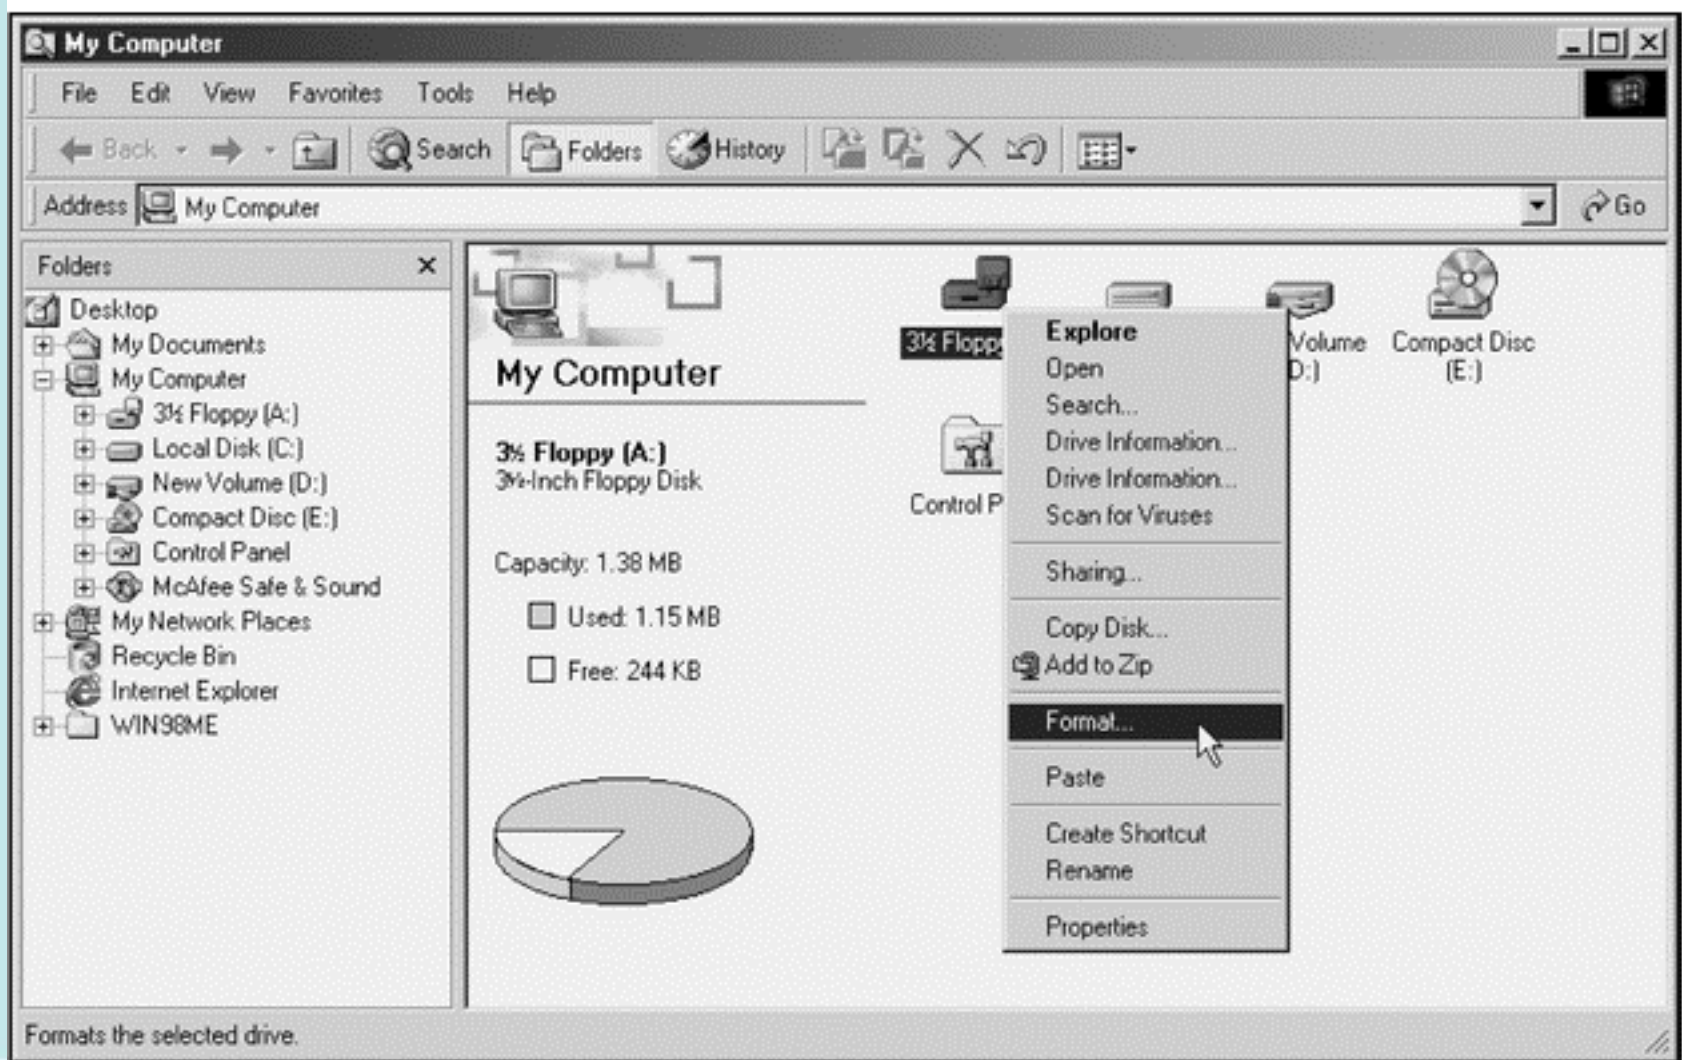 My Computer
File Edit View Favorites Tools Help
Back Search Folders History
Address My Computer Go
Folders
Desktop
My Documents
My Computer
3½ Floppy (A:)
Local Disk (C:)
New Volume (D:)
Compact Disc (E:)
Control Panel
McAfee Safe & Sound
My Network Places
Recycle Bin
Internet Explorer
WIN98ME
My Computer
3½ Floppy (A:)
3½-Inch Floppy Disk
Capacity: 1.38 MB
Used: 1.15 MB
Free: 244 KB
3½ Floppy
Volume
D:)
Compact Disc
(E:)
Control P
Explore
Open
Search...
Drive Information...
Drive Information...
Scan for Viruses
Sharing...
Copy Disk...
Add to Zip
Format...
Paste
Create Shortcut
Rename
Properties
Formats the selected drive.